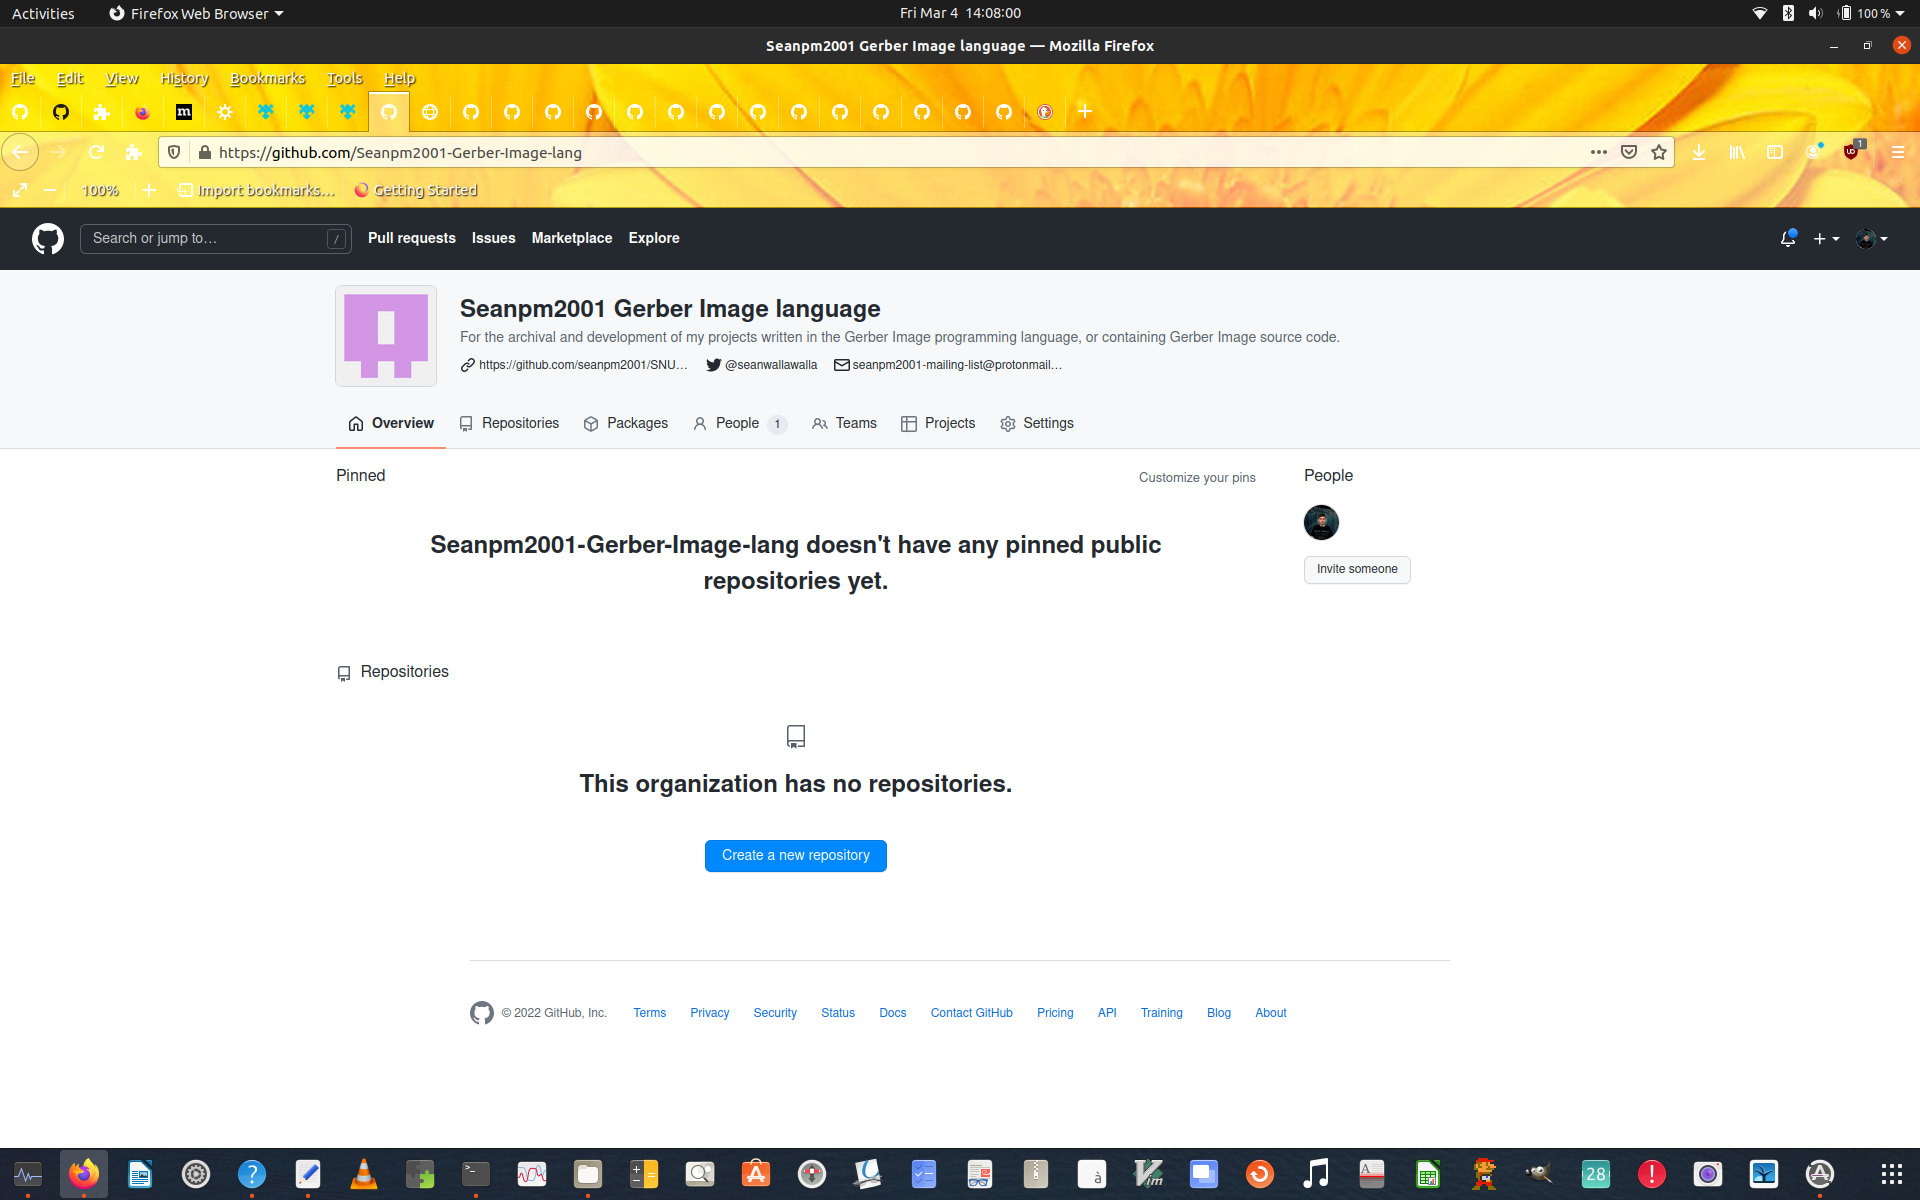 Activities
Firefox Web Browser
Fri Mar 4 14:08:00
100 %
Seanpm2001 Gerber Image language — Mozilla Firefox
File Edit View History Bookmarks Tools Help
https://github.com/Seanpm2001-Gerber-Image-lang
1
100%
Import bookmarks...
Getting Started
Search or jump to...
/
Pull requests
Issues
Marketplace
Explore
Seanpm2001 Gerber Image language
For the archival and development of my projects written in the Gerber Image programming language, or containing Gerber Image source code.
https://github.com/seanpm2001/SNU...
@seanwallawalla
seanpm2001-mailing-list@protonmail...
Overview
Repositories
Packages
People 1
Teams
Projects
Settings
Pinned
Customize your pins
People
Seanpm2001-Gerber-Image-lang doesn't have any pinned public
repositories yet.
Invite someone
Repositories
This organization has no repositories.
Create a new repository
© 2022 GitHub, Inc.
Terms
Privacy
Security
Status
Docs
Contact GitHub
Pricing
API
Training
Blog
About
28